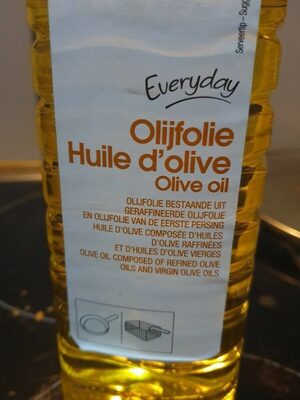 Serveertip - Sugg
Everyday
Olijfolie
Huile d'olive
Olive oil
OLIJFOLIE BESTAANDE UIT
GERAFFINEERDE OLIJFOLIE
EN OLIJFOLIE VAN DE EERSTE PERSING
HUILE D'OLIVE COMPOSÉE D'HUILES
D'OLIVE RAFFINÉES
ET D'HUILES D'OLIVE VIERGES
OLIVE OIL COMPOSED OF REFINED OLIVE
OILS AND VIRGIN OLIVE OILS